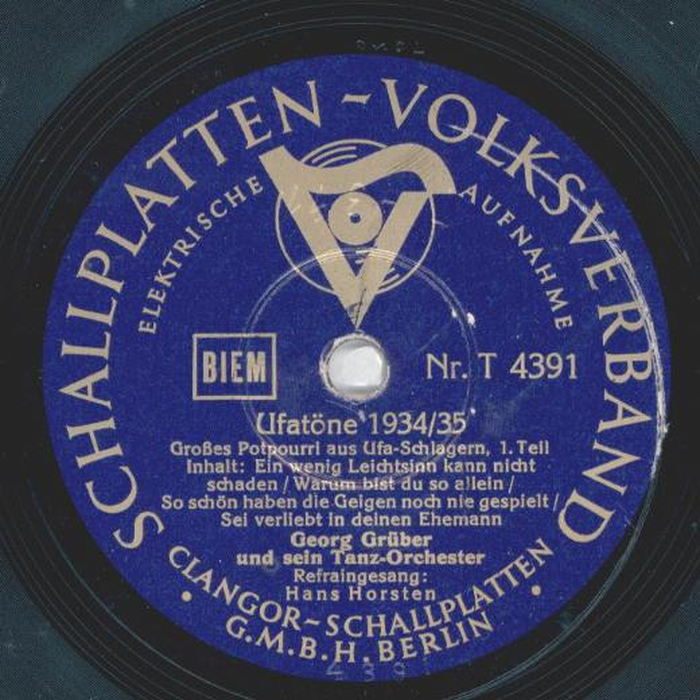 SCHALLPLATTEN-VOLKSVERBAND
ELEKTRISCHE AUFNAHME
BIEM
Nr. T 4391
Ufatöne 1934/35
Großes Potpourri aus Ufa-Schlagern, 1. Teil
Inhalt: Ein wenig Leichtsinn kann nicht
schaden / Warum bist du so allein /
So schön haben die Geigen noch nie gespielt /
Sei verliebt in deinen Ehemann
Georg Grüber
und sein Tanz-Orchester
Refraingesang:
Hans Horsten
• CLANGOR-SCHALLPLATTEN •
G.M.B.H. BERLIN
4391